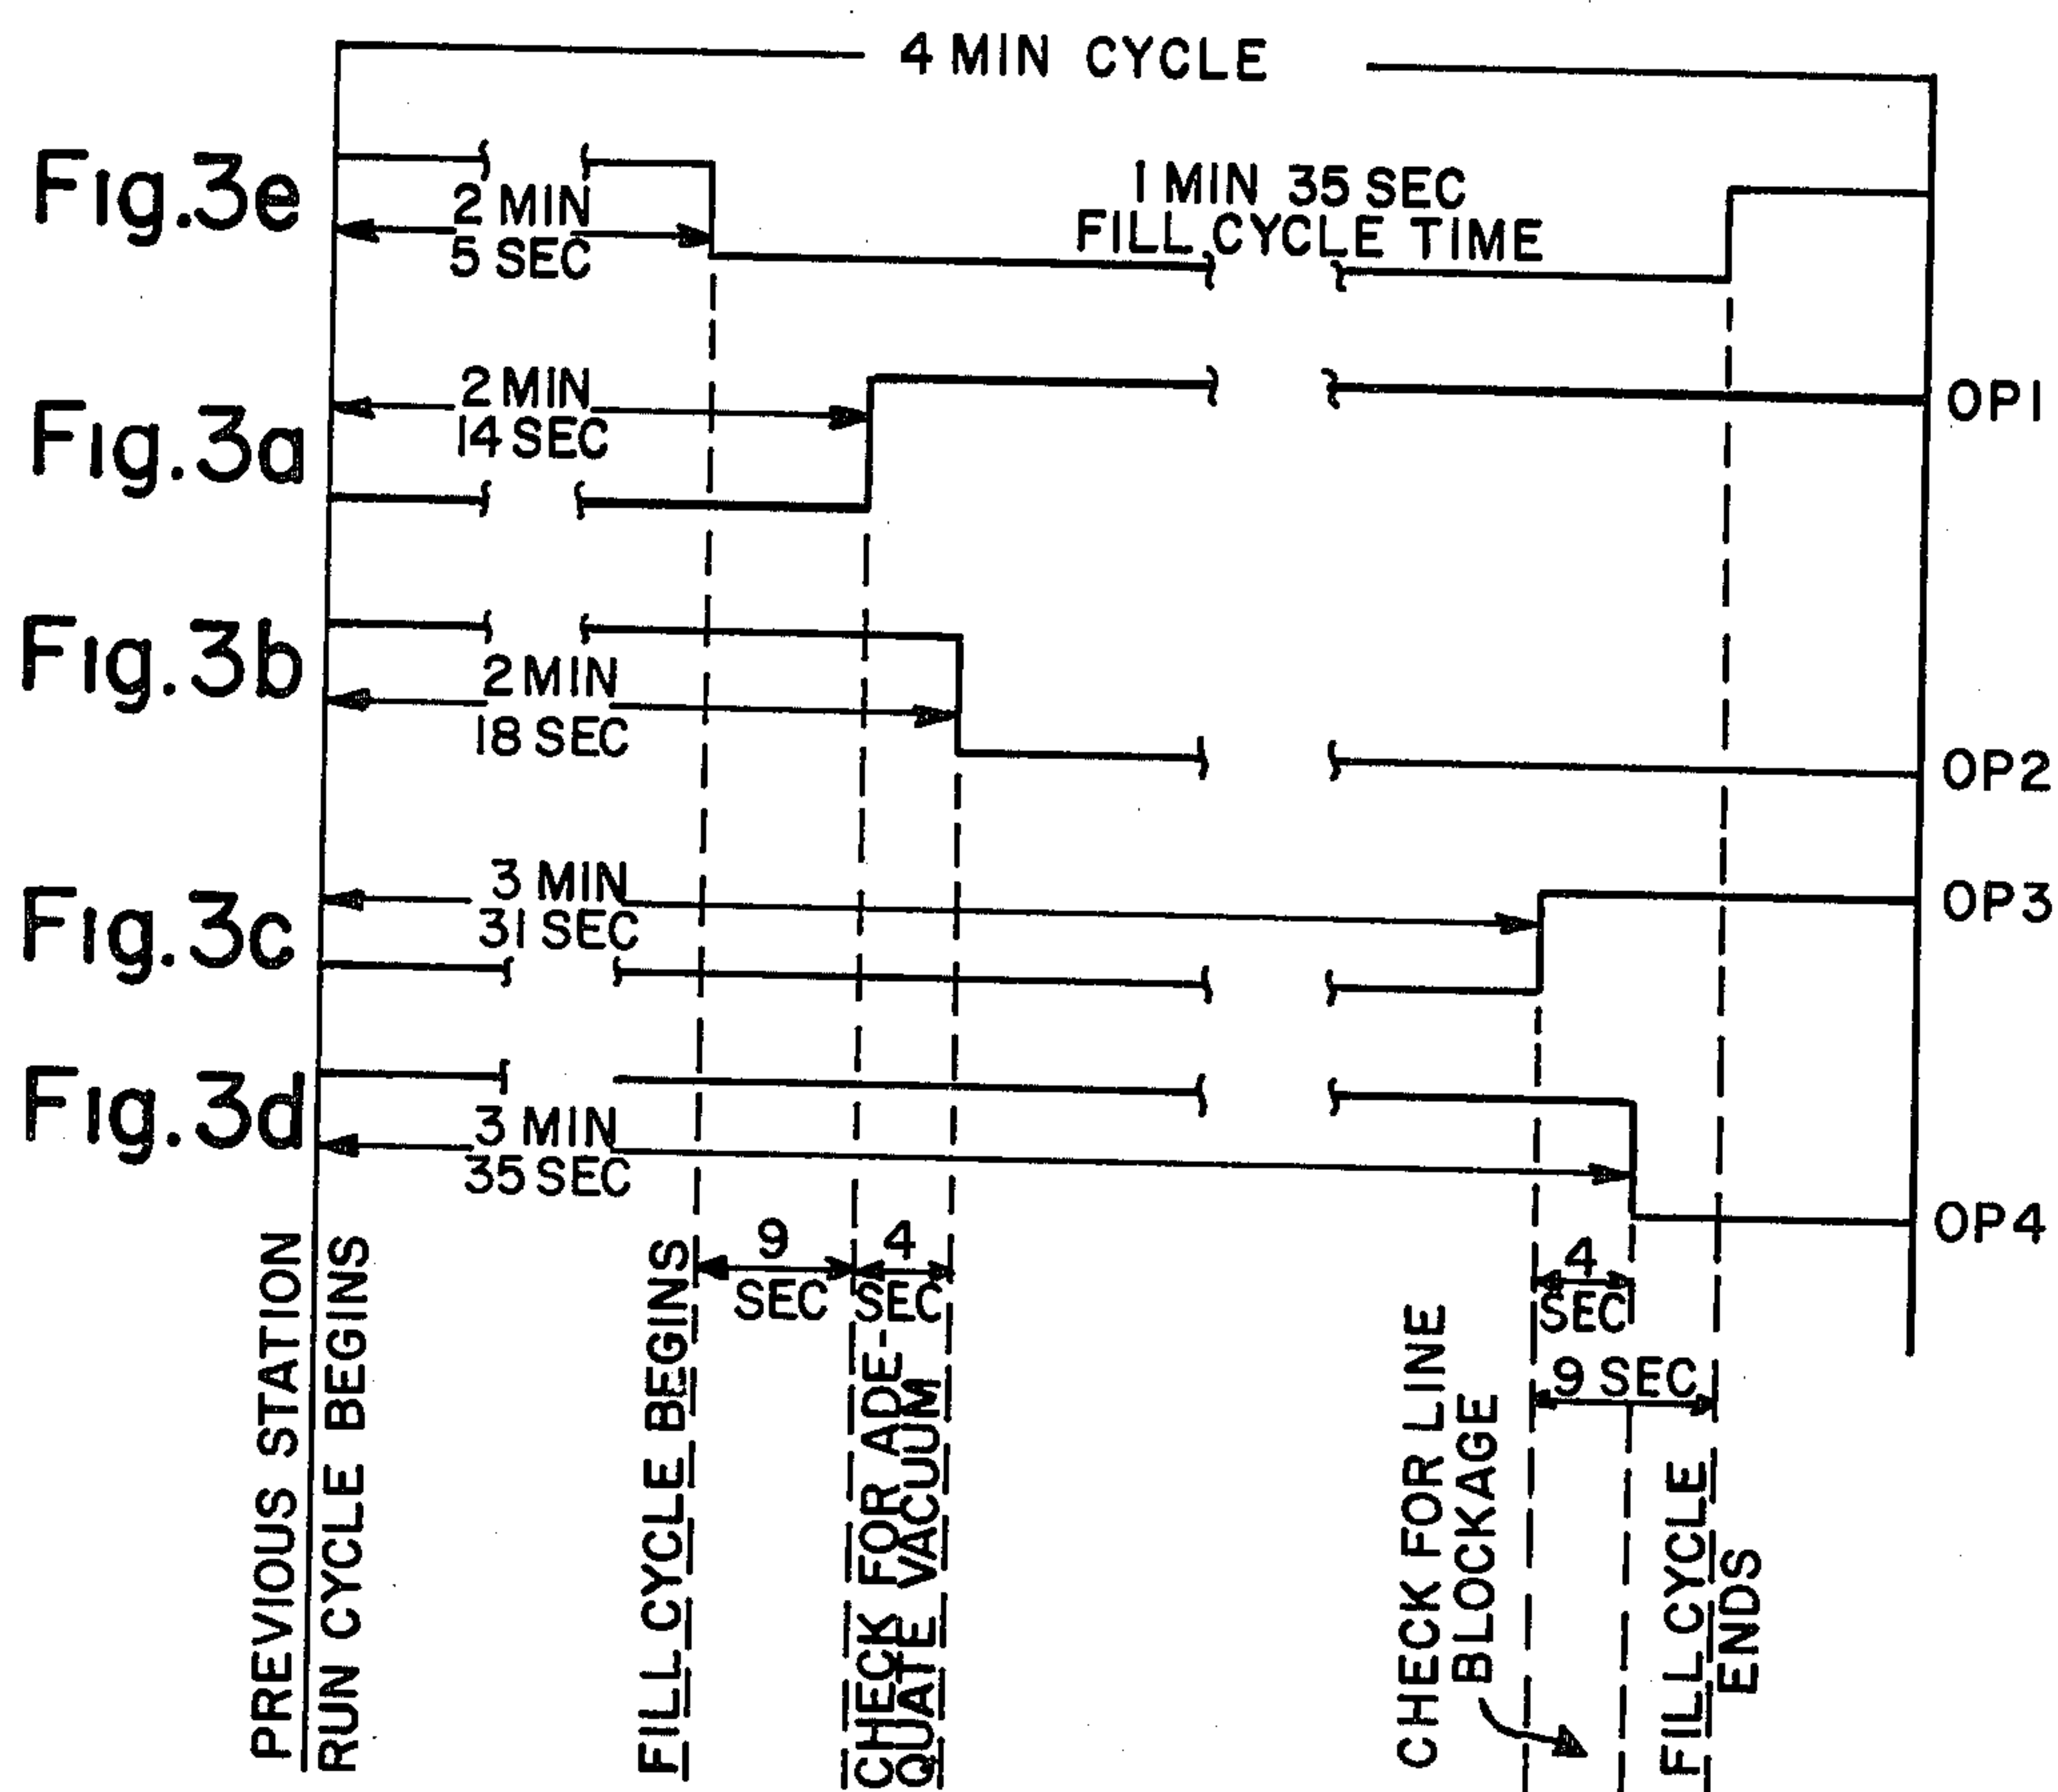 4 MIN CYCLE
Fig.3e
2 MIN
5 SEC
1 MIN 35 SEC
FILL CYCLE TIME
Fig.3a
2 MIN
14 SEC
OP1
Fig.3b
2 MIN
18 SEC
OP2
Fig.3c
3 MIN
31 SEC
OP3
Fig.3d
3 MIN
35 SEC
OP4
9
SEC
4
SEC
4
SEC
9 SEC
PREVIOUS STATION
RUN CYCLE BEGINS
FILL CYCLE BEGINS
CHECK FOR ADE-
QUATE VACUUM
CHECK FOR LINE
BLOCKAGE
FILL CYCLE
ENDS